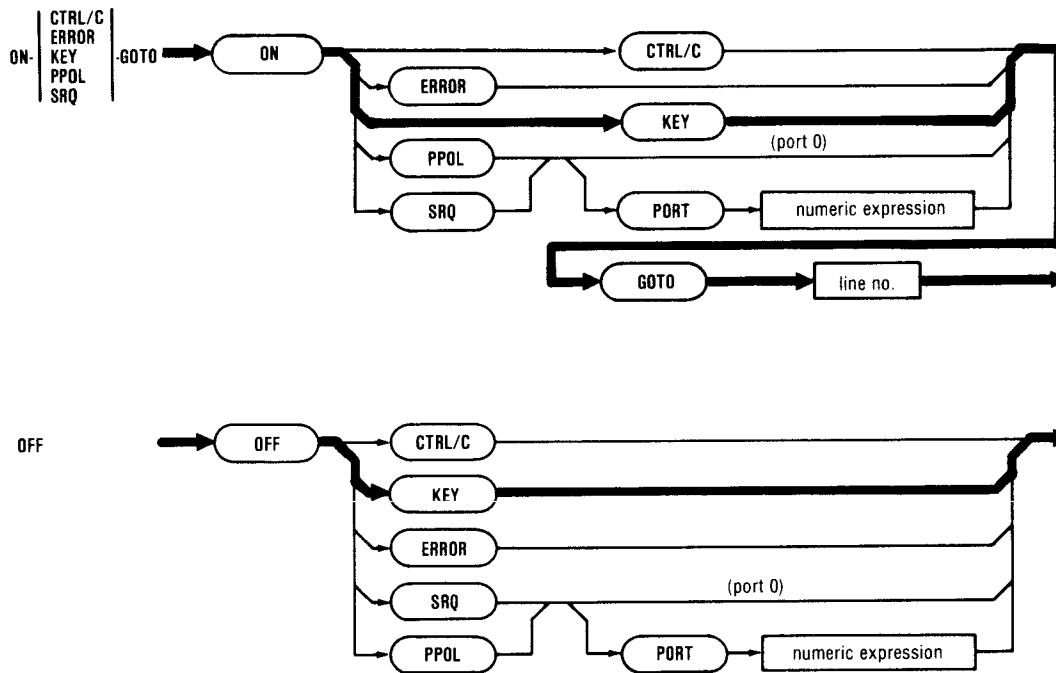 CTRL/C
ERROR
ON- KEY -GOTO
PPOL
SRQ
ON
CTRL/C
ERROR
KEY
PPOL
(port 0)
SRQ
PORT
numeric expression
GOTO
line no.
OFF
OFF
CTRL/C
KEY
ERROR
SRQ
(port 0)
PPOL
PORT
numeric expression